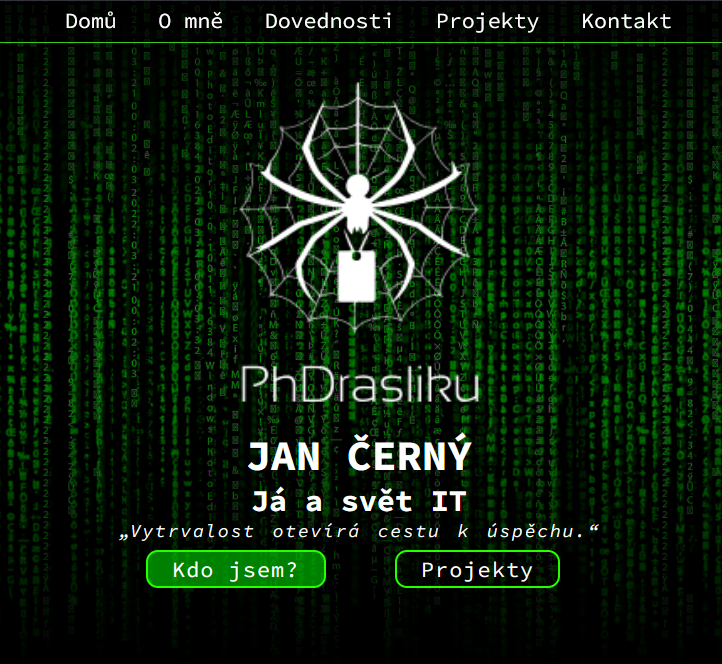 Domů O mně Dovednosti Projekty Kontakt
PhDrasliku
JAN ČERNÝ
Já a svět IT
„Vytrvalost otevírá cestu k úspěchu.“
Kdo jsem? Projekty